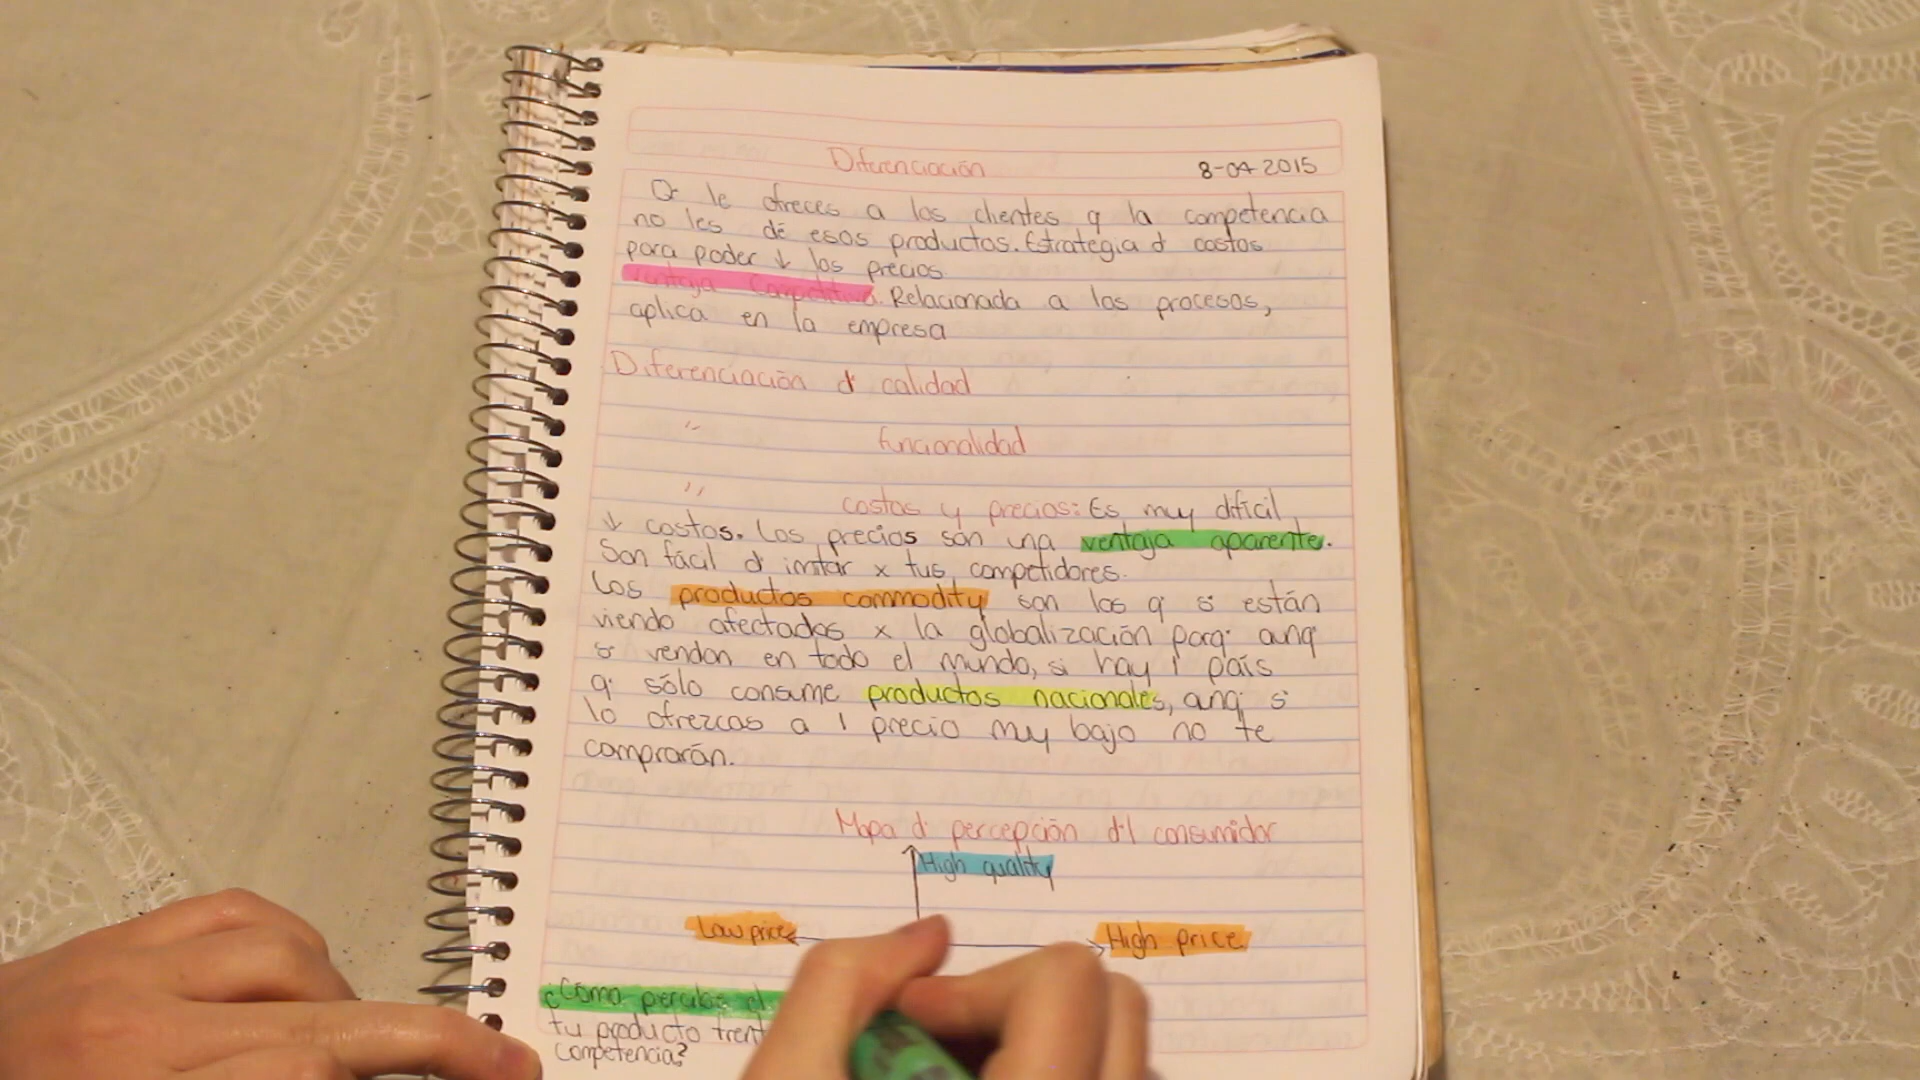 Diferenciación 8-04-2015
Q' le ofreces a los clientes q' la competencia
no les dé esos productos. Estrategia d' costos
para poder ↓ los precios
Ventaja Competitiva. Relacionada a los procesos,
aplica en la empresa
Diferenciación d' calidad
" funcionalidad
" costos y precios: Es muy difícil
↓ costos. Los precios son una ventaja aparente.
Son fácil d' imitar x tus competidores.
Los productos commodity son los q' s' están
viendo afectados x la globalización porq' aunq'
s' vendan en todo el mundo, si hay 1 país
q' sólo consume productos nacionales, aunq' s'
lo ofrezcas a 1 precio muy bajo no te
comprarán.
Mapa d' percepción d'l consumidor
High quality
Low price High price
¿Cómo percibe el
tu producto
competencia?